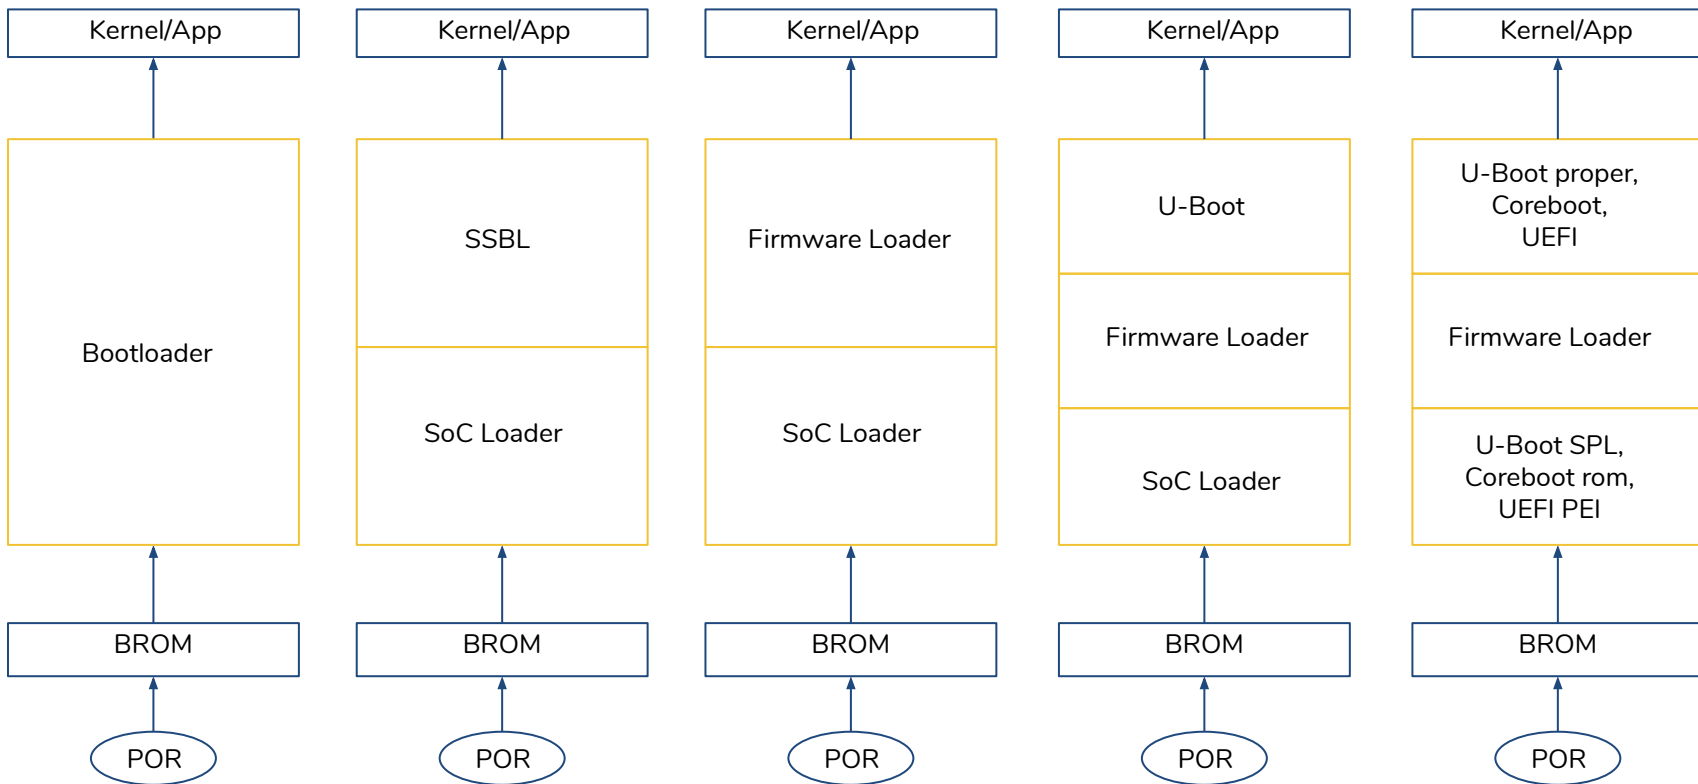 Kernel/App
Kernel/App
Kernel/App
Kernel/App
Kernel/App
Bootloader
SSBL
SoC Loader
Firmware Loader
SoC Loader
U-Boot
Firmware Loader
SoC Loader
U-Boot proper,
Coreboot,
UEFI
Firmware Loader
U-Boot SPL,
Coreboot rom,
UEFI PEI
BROM
BROM
BROM
BROM
BROM
POR
POR
POR
POR
POR